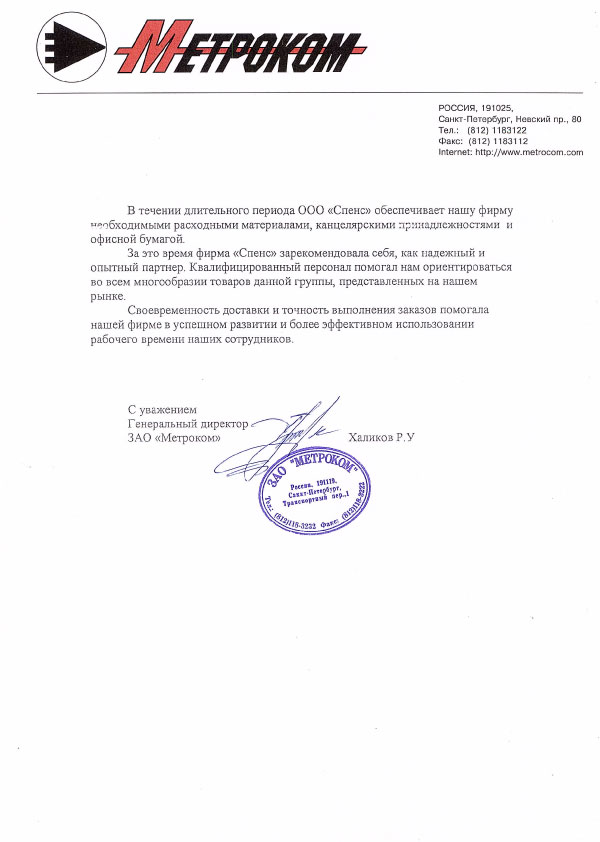 МЕТРОКОМ
РОССИЯ, 191025,
Санкт-Петербург, Невский пр., 80
Тел.: (812) 1183122
Факс: (812) 1183112
Internet: http://www.metrocom.com
В течении длительного периода ООО «Спенс» обеспечивает нашу фирму
необходимыми расходными материалами, канцелярскими принадлежностями и
офисной бумагой.
За это время фирма «Спенс» зарекомендовала себя, как надежный и
опытный партнер. Квалифицированный персонал помогал нам ориентироваться
во всем многообразии товаров данной группы, представленных на нашем
рынке.
Своевременность доставки и точность выполнения заказов помогала
нашей фирме в успешном развитии и более эффективном использовании
рабочего времени наших сотрудников.
С уважением
Генеральный директор
ЗАО «Метроком» Халиков Р.У
ЗАО "МЕТРОКОМ"
Россия, 191119,
Санкт-Петербург,
Транспортный пер.,1
Тел: (812)116-3232 Факс: (812)116-3222